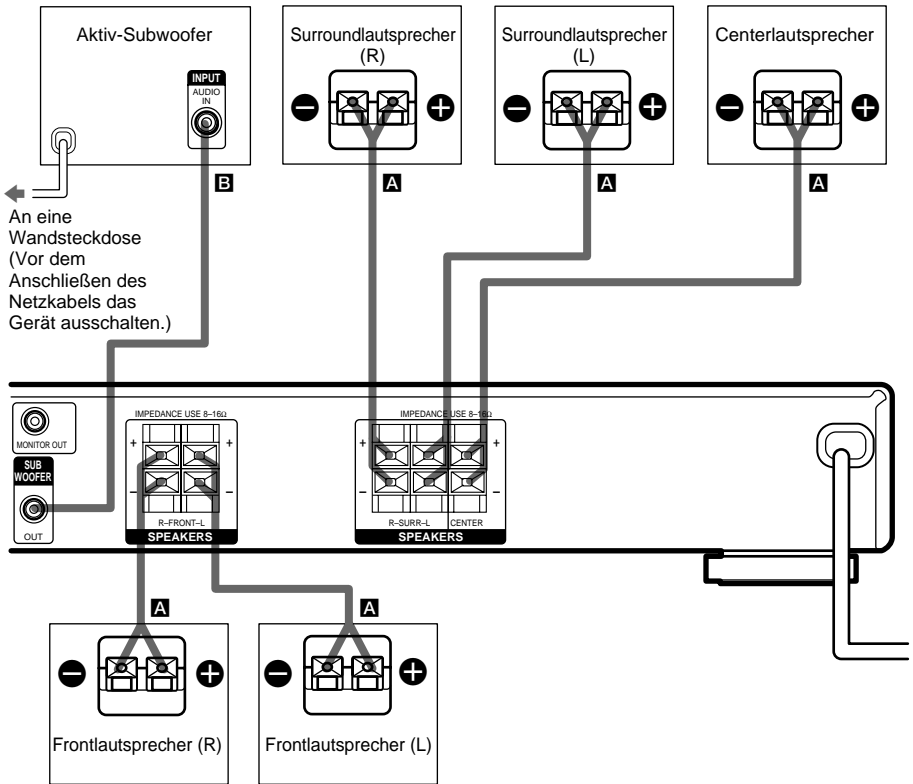 Aktiv-Subwoofer
INPUT
AUDIO
IN
Surroundlautsprecher
(R)
Surroundlautsprecher
(L)
Centerlautsprecher
B
A
A
A
An eine
Wandsteckdose
(Vor dem
Anschließen des
Netzkabels das
Gerät ausschalten.)
MONITOR OUT
SUB
WOOFER
OUT
IMPEDANCE USE 8–16Ω
+ +
– –
R–FRONT–L
SPEAKERS
IMPEDANCE USE 8–16Ω
+ +
– –
R–SURR–L CENTER
SPEAKERS
A
A
Frontlautsprecher (R)
Frontlautsprecher (L)